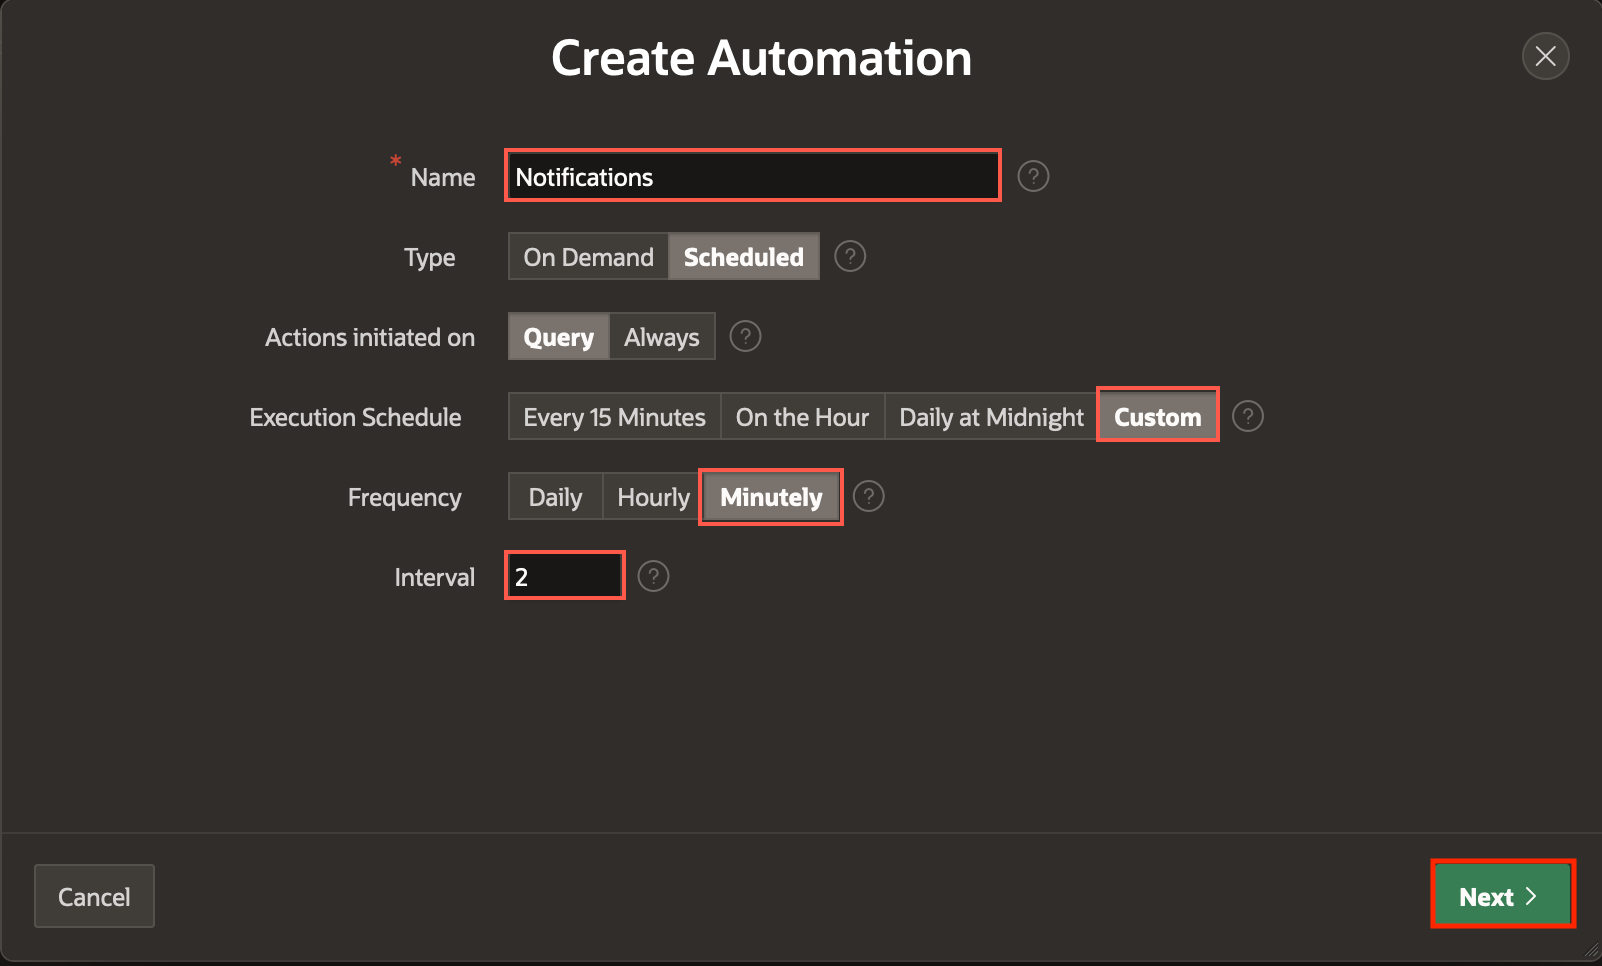 Create Automation
* Name Notifications ?
Type On Demand Scheduled ?
Actions initiated on Query Always ?
Execution Schedule Every 15 Minutes On the Hour Daily at Midnight Custom ?
Frequency Daily Hourly Minutely ?
Interval 2 ?
Cancel Next